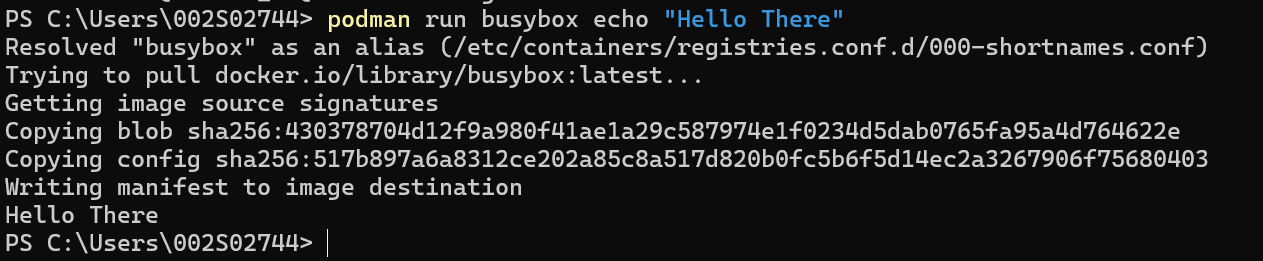 PS C:\Users\002S02744> podman run busybox echo "Hello There"
Resolved "busybox" as an alias (/etc/containers/registries.conf.d/000-shortnames.conf)
Trying to pull docker.io/library/busybox:latest...
Getting image source signatures
Copying blob sha256:430378704d12f9a980f41ae1a29c587974e1f0234d5dab0765fa95a4d764622e
Copying config sha256:517b897a6a8312ce202a85c8a517d820b0fc5b6f5d14ec2a3267906f75680403
Writing manifest to image destination
Hello There
PS C:\Users\002S02744>